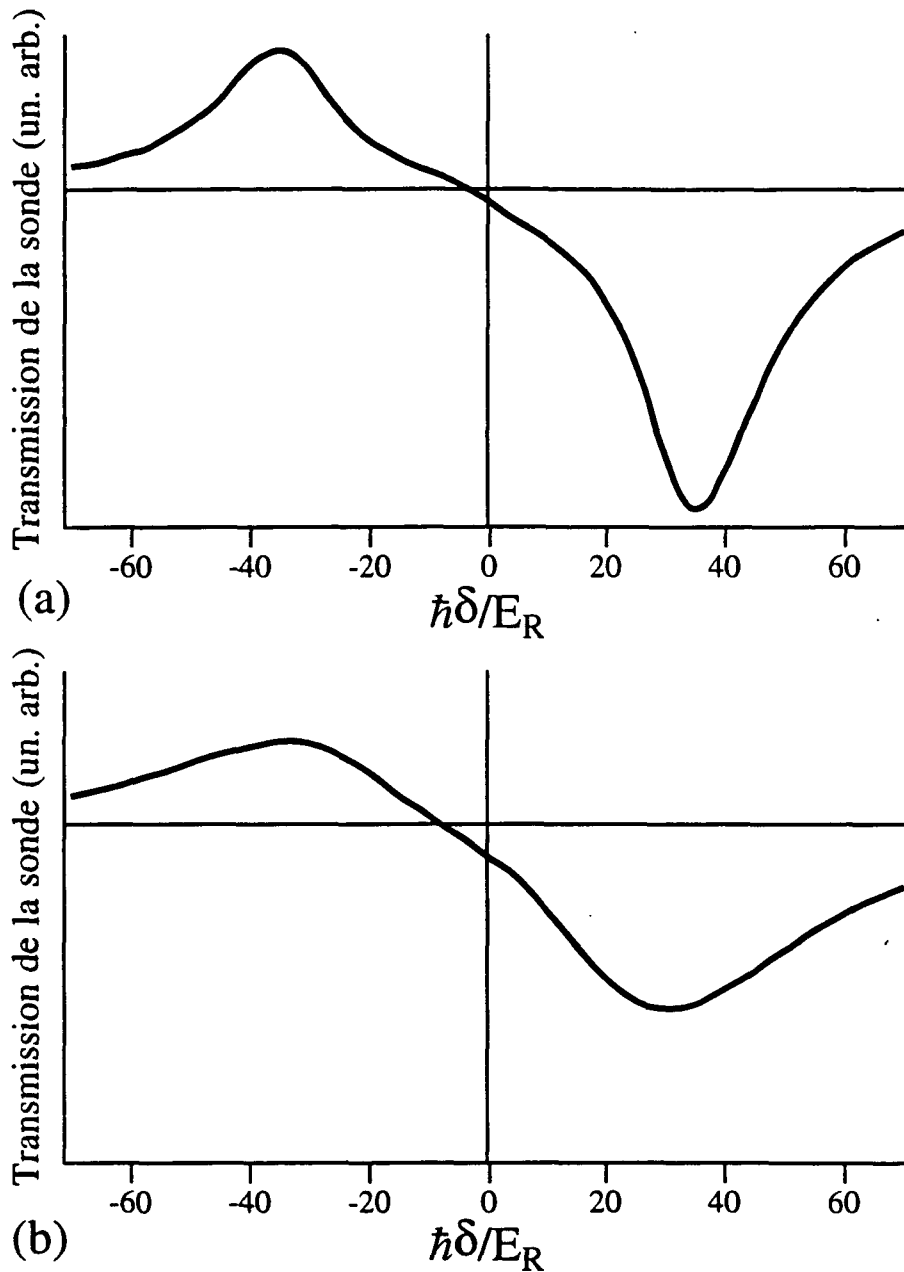 Transmission de la sonde (un. arb.)
-60 -40 -20 0 20 40 60
(a)
ħδ/E_R
Transmission de la sonde (un. arb.)
-60 -40 -20 0 20 40 60
(b)
ħδ/E_R